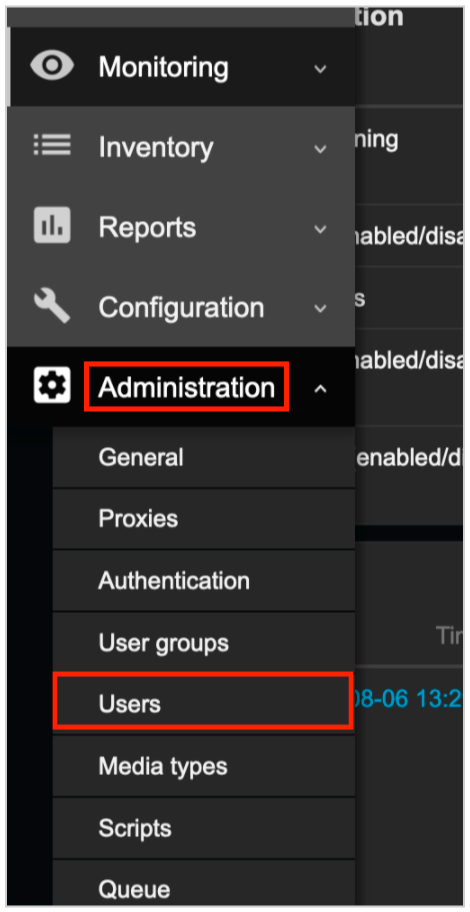 tion
Monitoring
Inventory
ning
Reports
nabled/disa
s
Configuration
nabled/disa
Administration
General
enabled/di
Proxies
Authentication
User groups
Tir
Users
08-06 13:2
Media types
Scripts
Queue